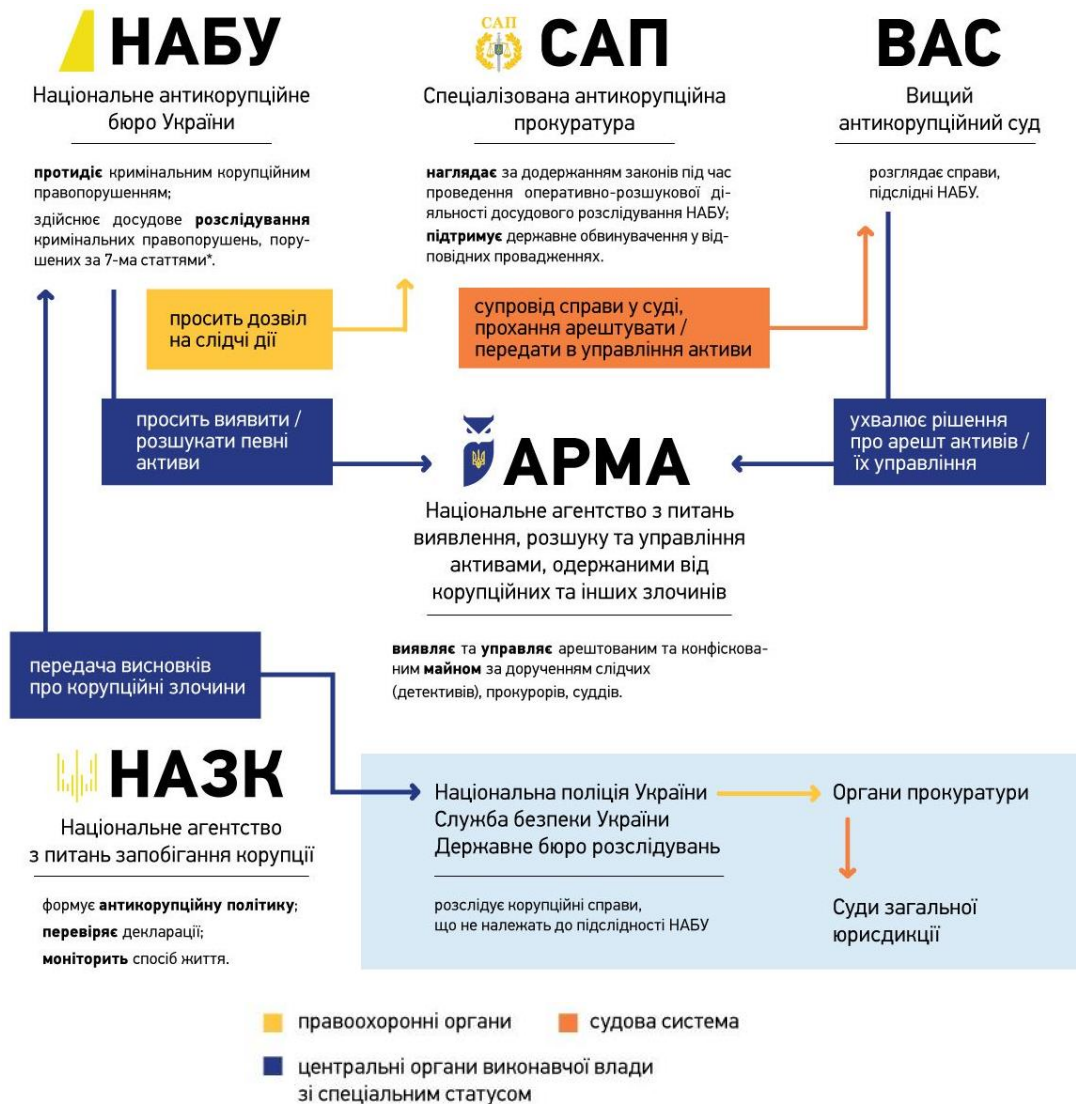 НАБУ
Національне антикорупційне
бюро України
протидіє кримінальним корупційним
правопорушенням;
здійснює досудове розслідування
кримінальних правопорушень, пору-
шених за 7-ма статтями*.
САП
САП
Спеціалізована антикорупційна
прокуратура
наглядає за додержанням законів під час
проведення оперативно-розшукової ді-
яльності досудового розслідування НАБУ;
підтримує державне обвинувачення у від-
повідних провадженнях.
ВАС
Вищий
антикорупційний суд
розглядає справи,
підслідні НАБУ.
просить дозвіл
на слідчі дії
супровід справи у суді,
прохання арештувати /
передати в управління активи
просить виявити /
розшукати певні
активи
ухвалює рішення
про арешт активів /
їх управління
АРМА
Національне агентство з питань
виявлення, розшуку та управління
активами, одержаними від
корупційних та інших злочинів
виявляє та управляє арештованим та конфіскова-
ним майном за дорученням слідчих
(детективів), прокурорів, суддів.
передача висновків
про корупційні злочини
НАЗК
Національне агентство
з питань запобігання корупції
формує антикорупційну політику;
перевіряє декларації;
моніторить спосіб життя.
Національна поліція України
Служба безпеки України
Державне бюро розслідувань
розслідує корупційні справи,
що не належать до підслідності НАБУ
Органи прокуратури
Суди загальної
юрисдикції
правоохоронні органи
судова система
центральні органи виконавчої влади
зі спеціальним статусом